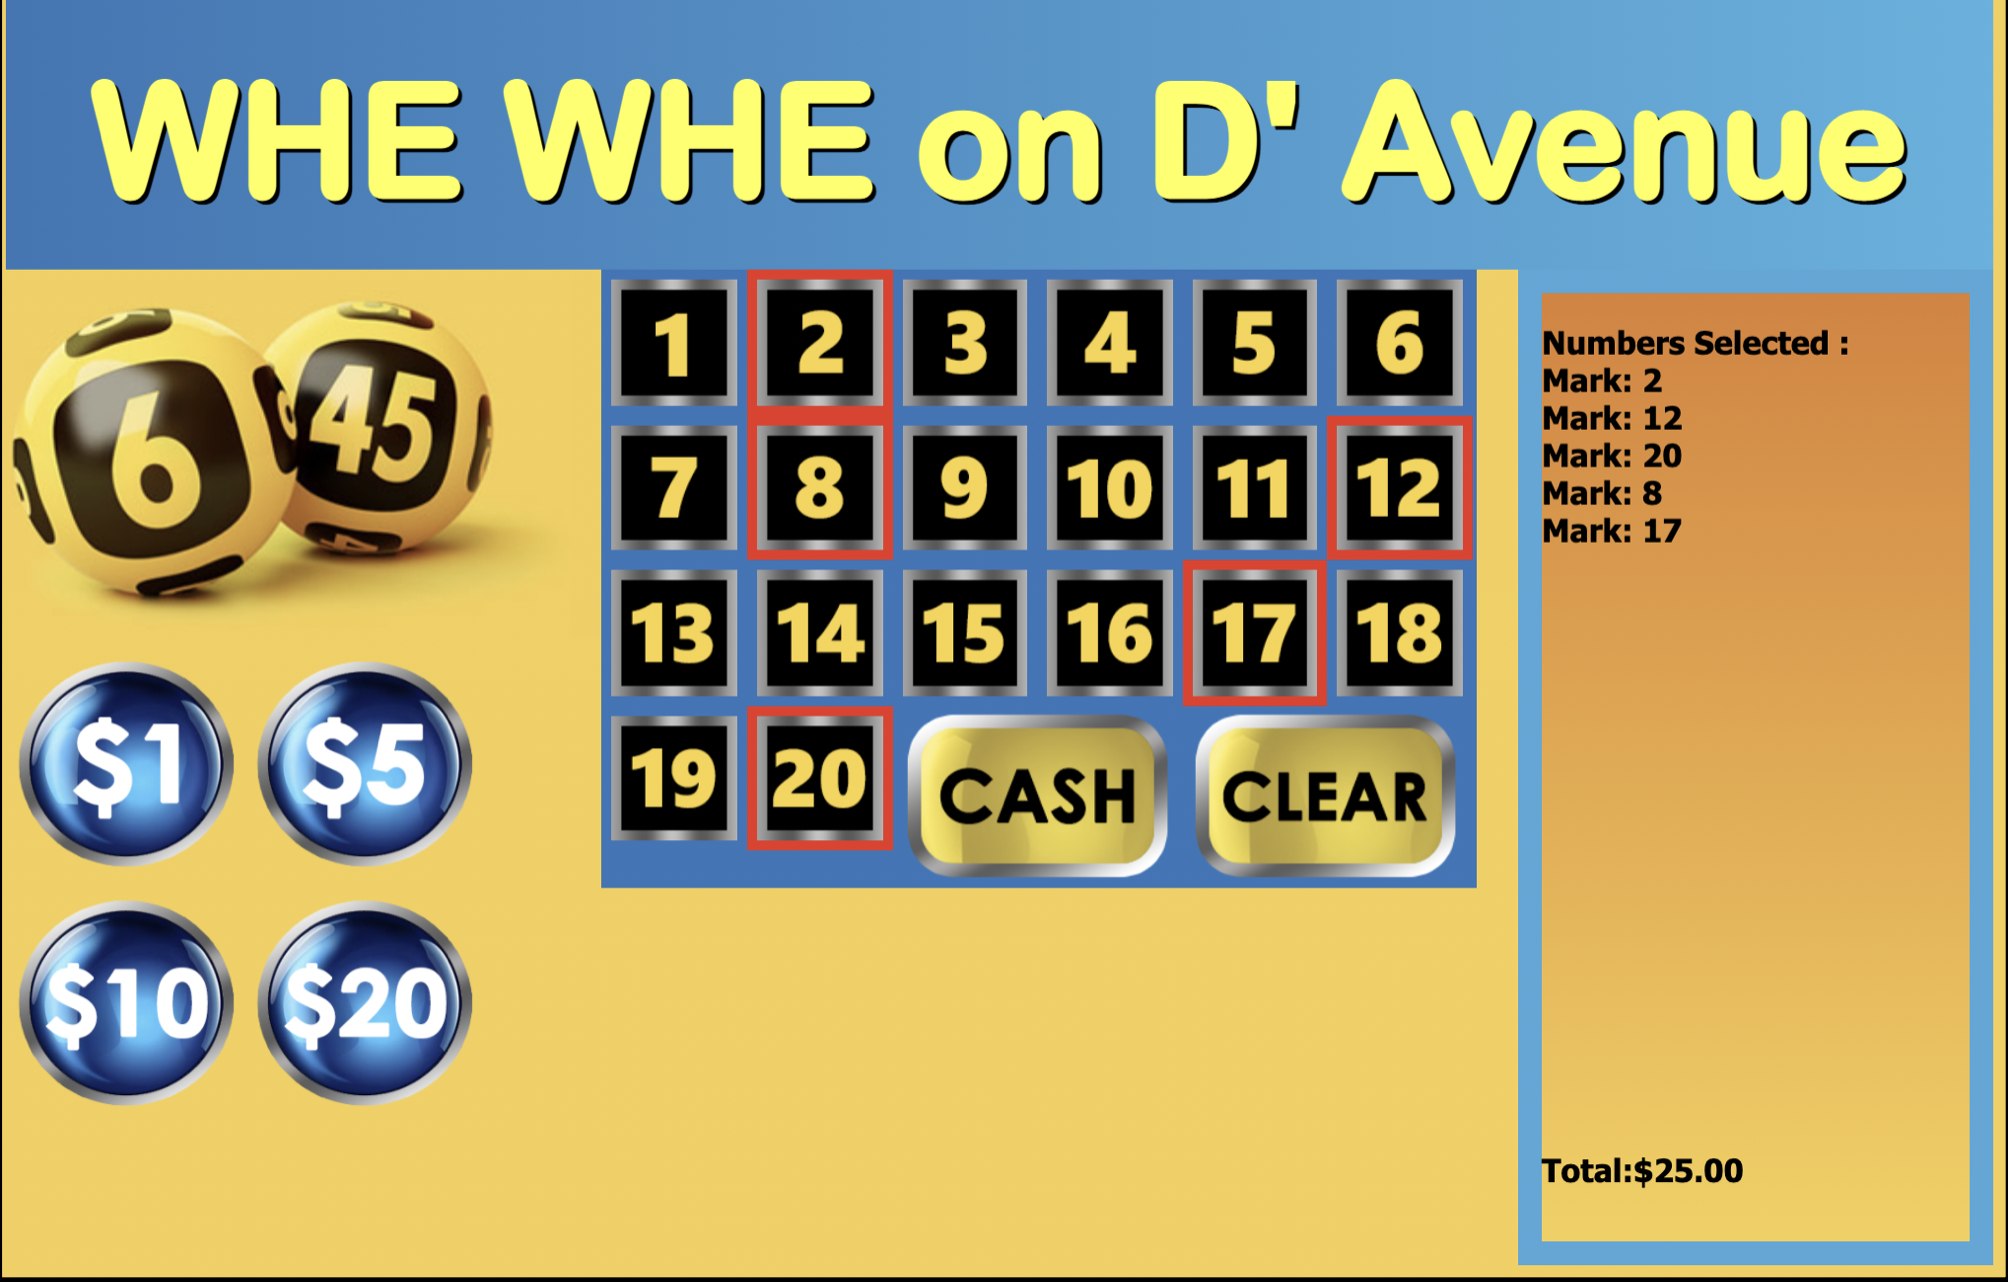 WHE WHE on D' Avenue
6 45
1 2 3 4 5 6
7 8 9 10 11 12
13 14 15 16 17 18
19 20 CASH CLEAR
$1 $5
$10 $20
Numbers Selected :
Mark: 2
Mark: 12
Mark: 20
Mark: 8
Mark: 17
Total:$25.00